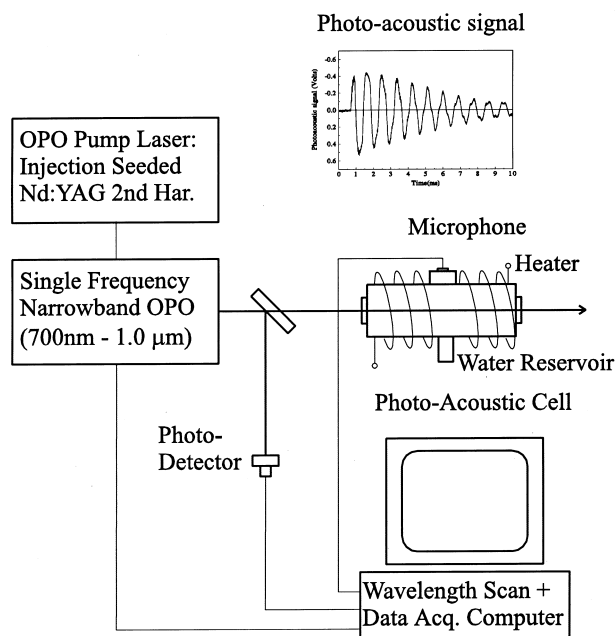 Photo-acoustic signal
Photoacoustic signal (Volts)
-0.6
-0.4
-0.2
0.0
0.2
0.4
0.6
0 1 2 3 4 5 6 7 8 9 10
Time(ms)
OPO Pump Laser:
Injection Seeded
Nd:YAG 2nd Har.
Single Frequency
Narrowband OPO
(700nm - 1.0 μm)
Microphone
Heater
Water Reservoir
Photo-Acoustic Cell
Photo-
Detector
Wavelength Scan +
Data Acq. Computer